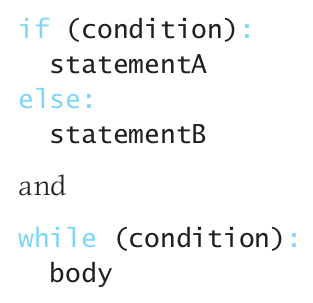 if (condition):
  statementA
else:
  statementB
and
while (condition):
  body